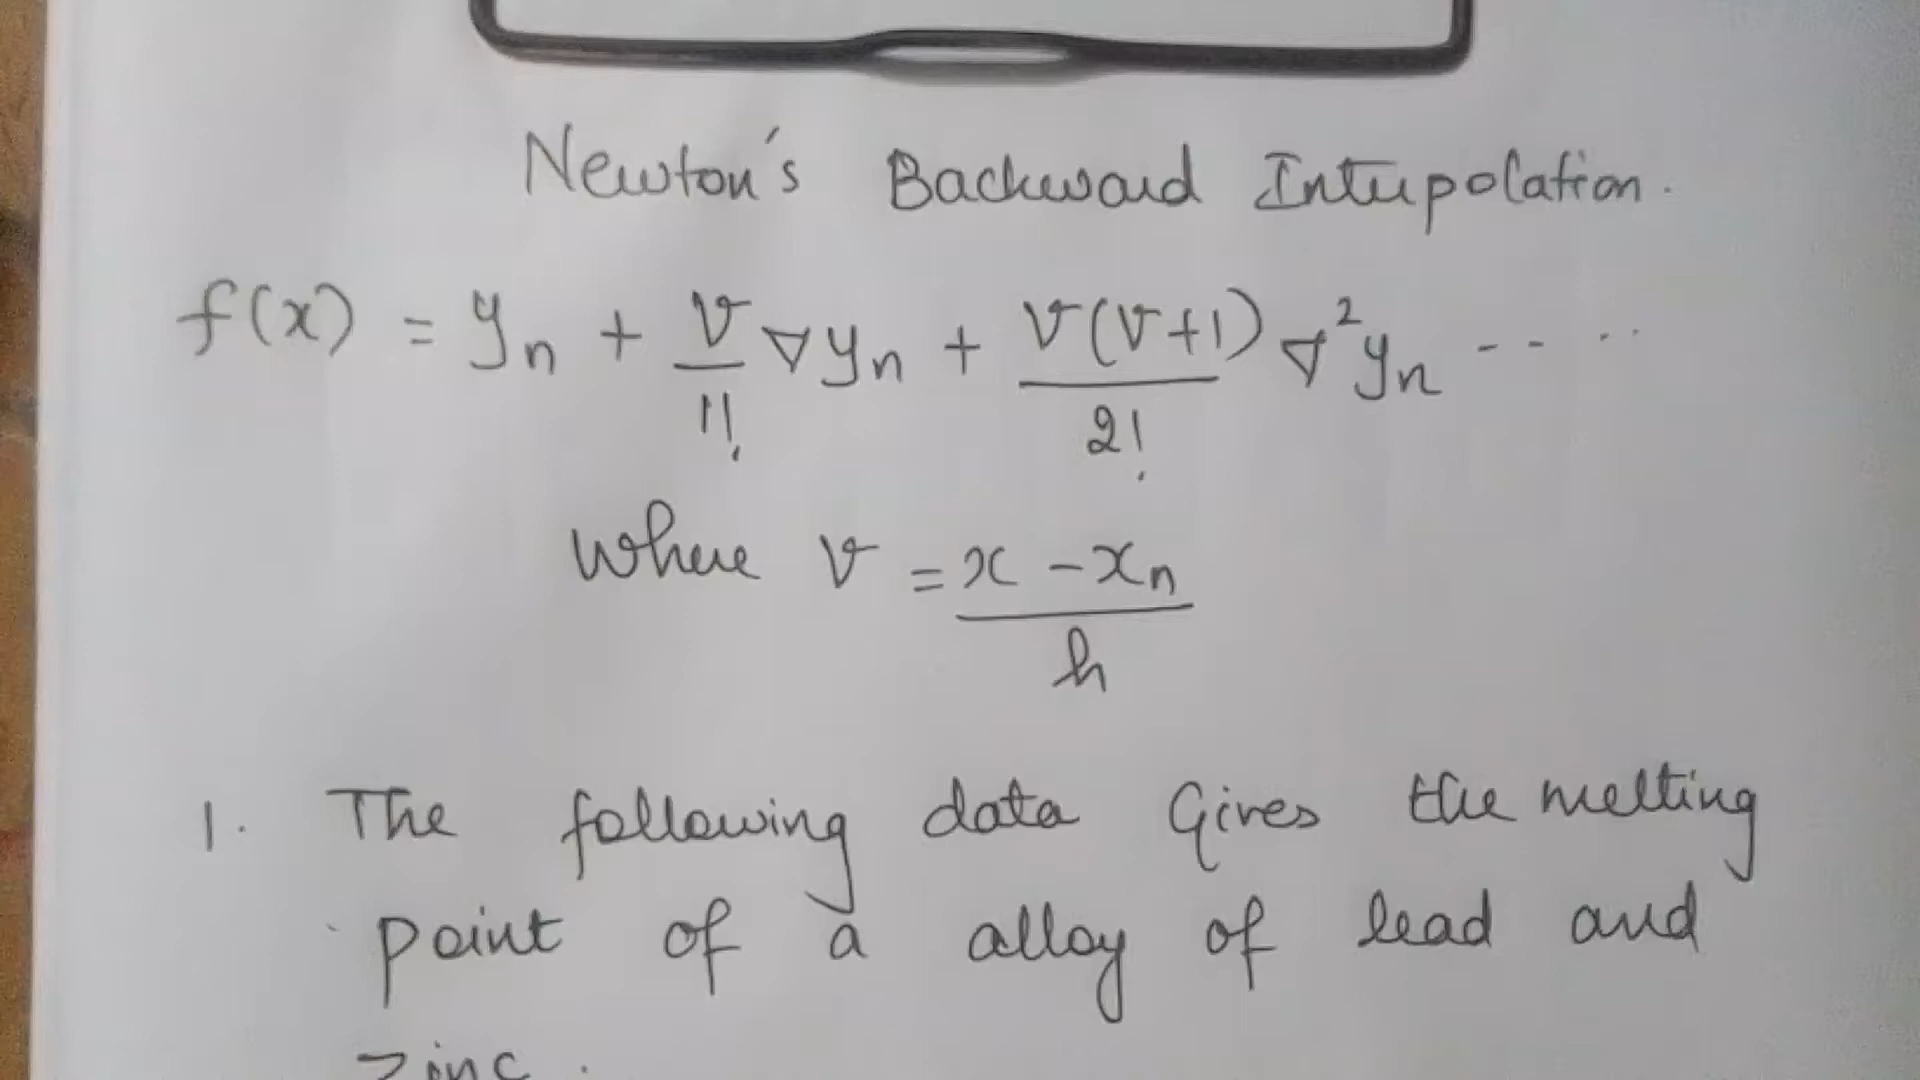 Newton's Backward Interpolation.
f(x) = yₙ + v/1! ∇yₙ + v(v+1)/2! ∇²yₙ - - - ....
where v = x - xₙ / h
1. The following data Gives the melting
point of a alloy of lead and
zinc.